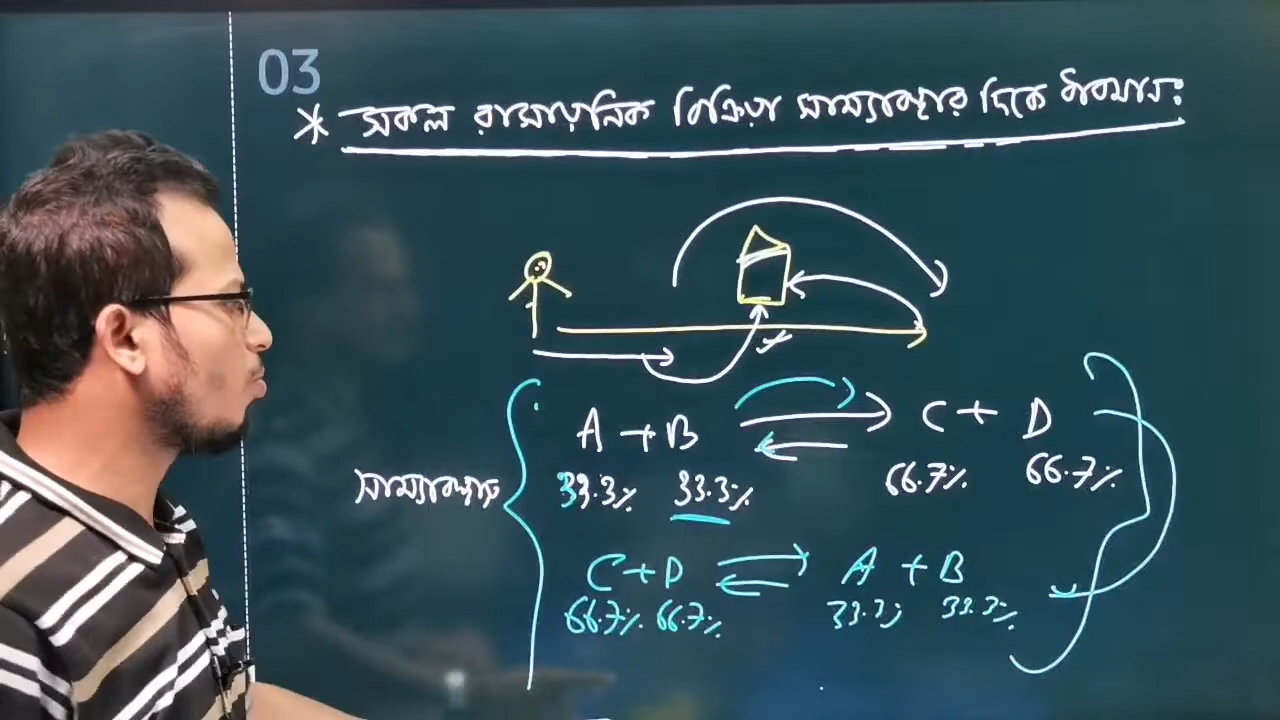 03
* সকল রাসায়নিক বিক্রিয়া সাম্যাবস্থার দিকে ধাবমান:
A + B ⇌ C + D
সাম্যাবস্থায়
33.3% 33.3% 66.7% 66.7%
C + D ⇌ A + B
66.7% 66.7% 33.3% 33.3%